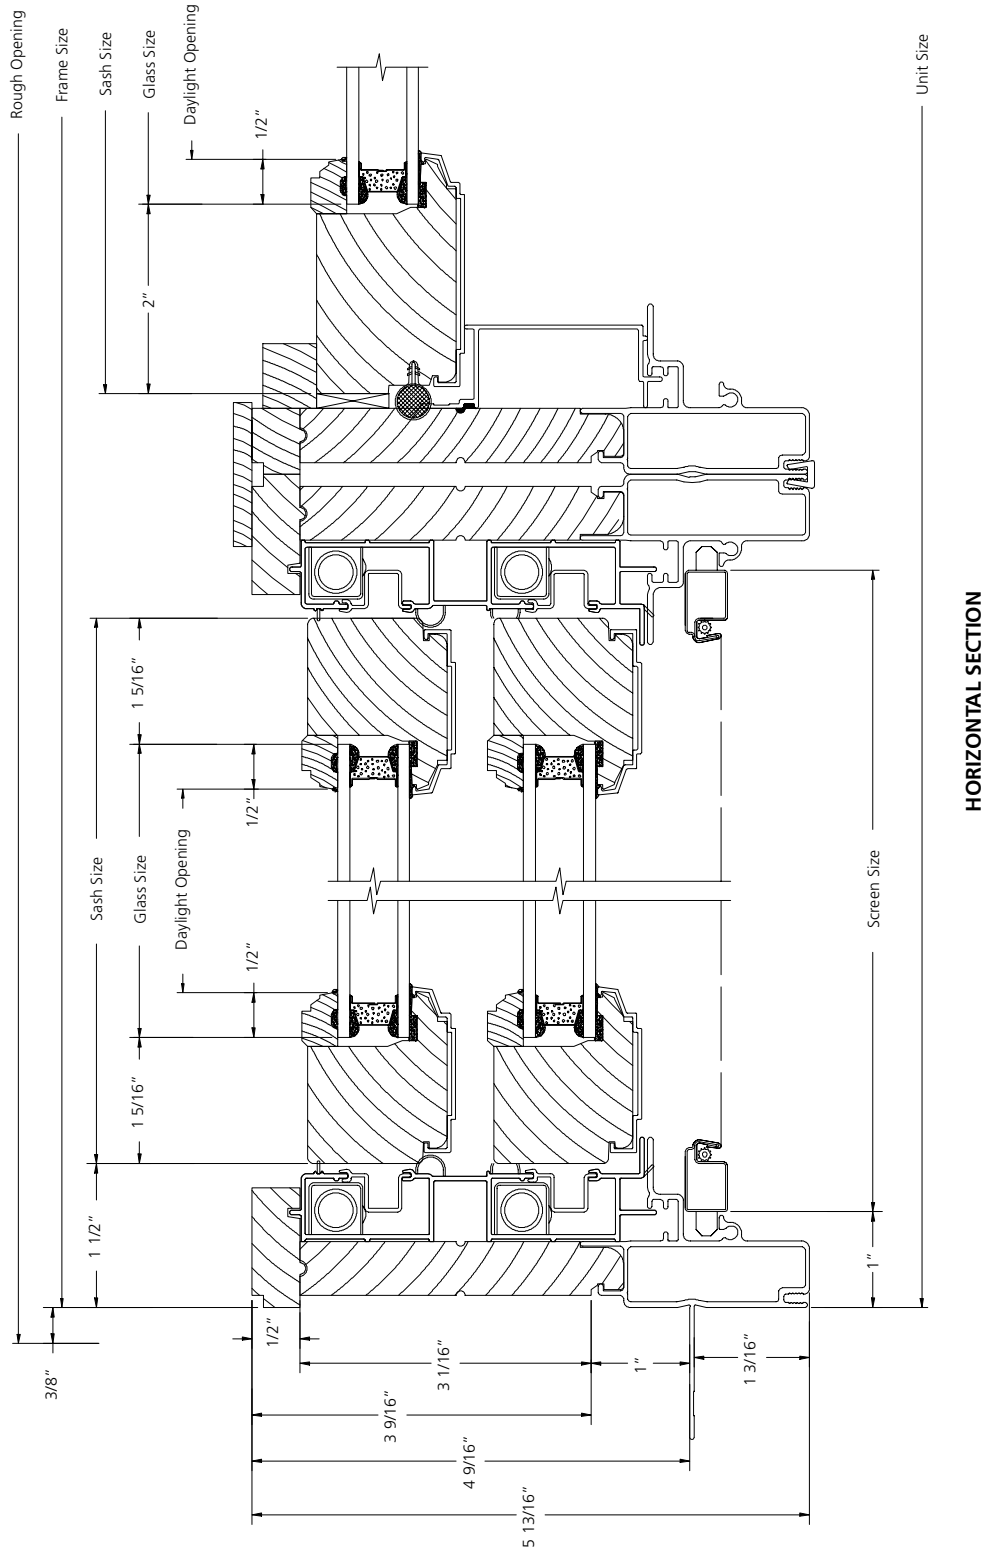 Rough Opening
Frame Size
Sash Size
Glass Size
Daylight Opening
1/2"
2"
Unit Size
1 5/16"
1/2"
Sash Size
Glass Size
Daylight Opening
1/2"
1 5/16"
1 1/2"
3/8"
1/2"
3 1/16"
3 9/16"
4 9/16"
5 13/16"
1"
1 3/16"
1"
Screen Size
HORIZONTAL SECTION